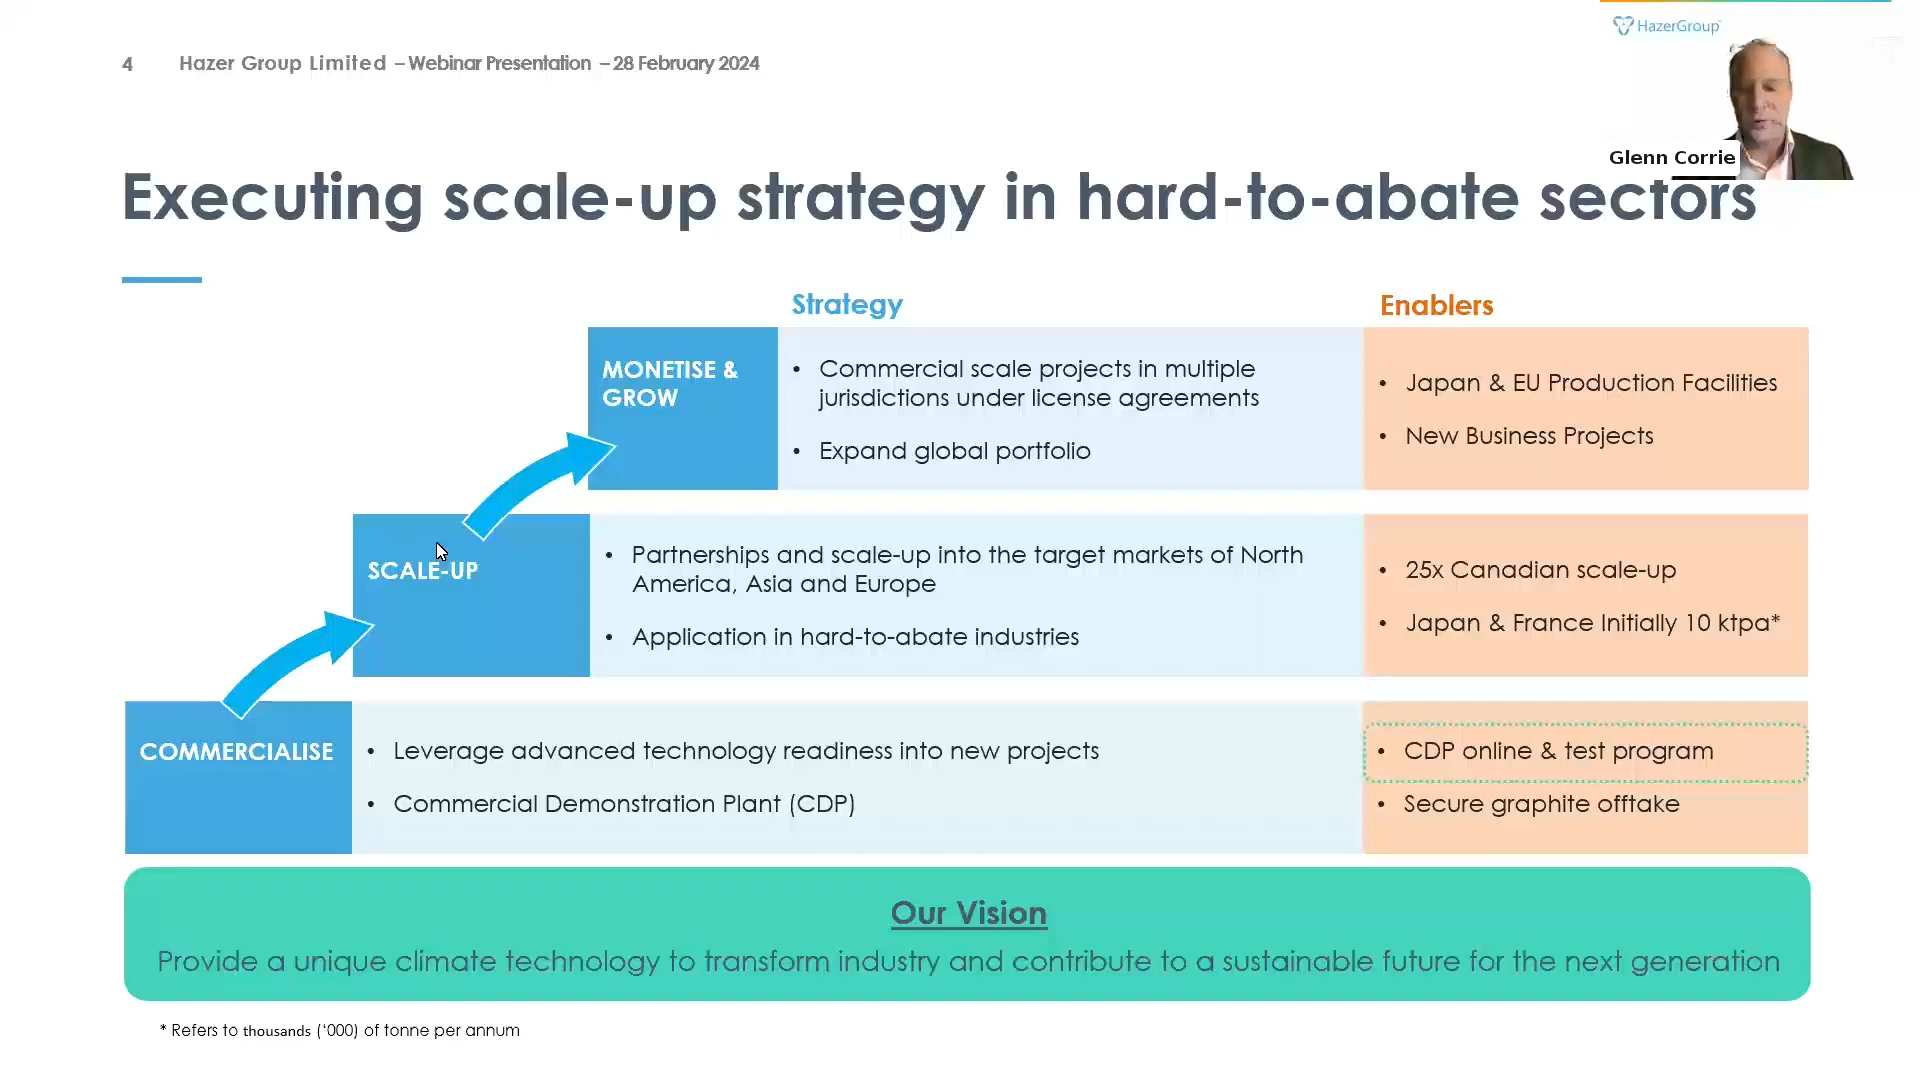 HazerGroup
4 Hazer Group Limited – Webinar Presentation – 28 February 2024
Glenn Corrie
Executing scale-up strategy in hard-to-abate sectors
Strategy
Enablers
MONETISE &
GROW
• Commercial scale projects in multiple
jurisdictions under license agreements
• Expand global portfolio
• Japan & EU Production Facilities
• New Business Projects
SCALE-UP
• Partnerships and scale-up into the target markets of North
America, Asia and Europe
• Application in hard-to-abate industries
• 25x Canadian scale-up
• Japan & France Initially 10 ktpa*
COMMERCIALISE
• Leverage advanced technology readiness into new projects
• Commercial Demonstration Plant (CDP)
• CDP online & test program
• Secure graphite offtake
Our Vision
Provide a unique climate technology to transform industry and contribute to a sustainable future for the next generation
* Refers to thousands (‘000) of tonne per annum